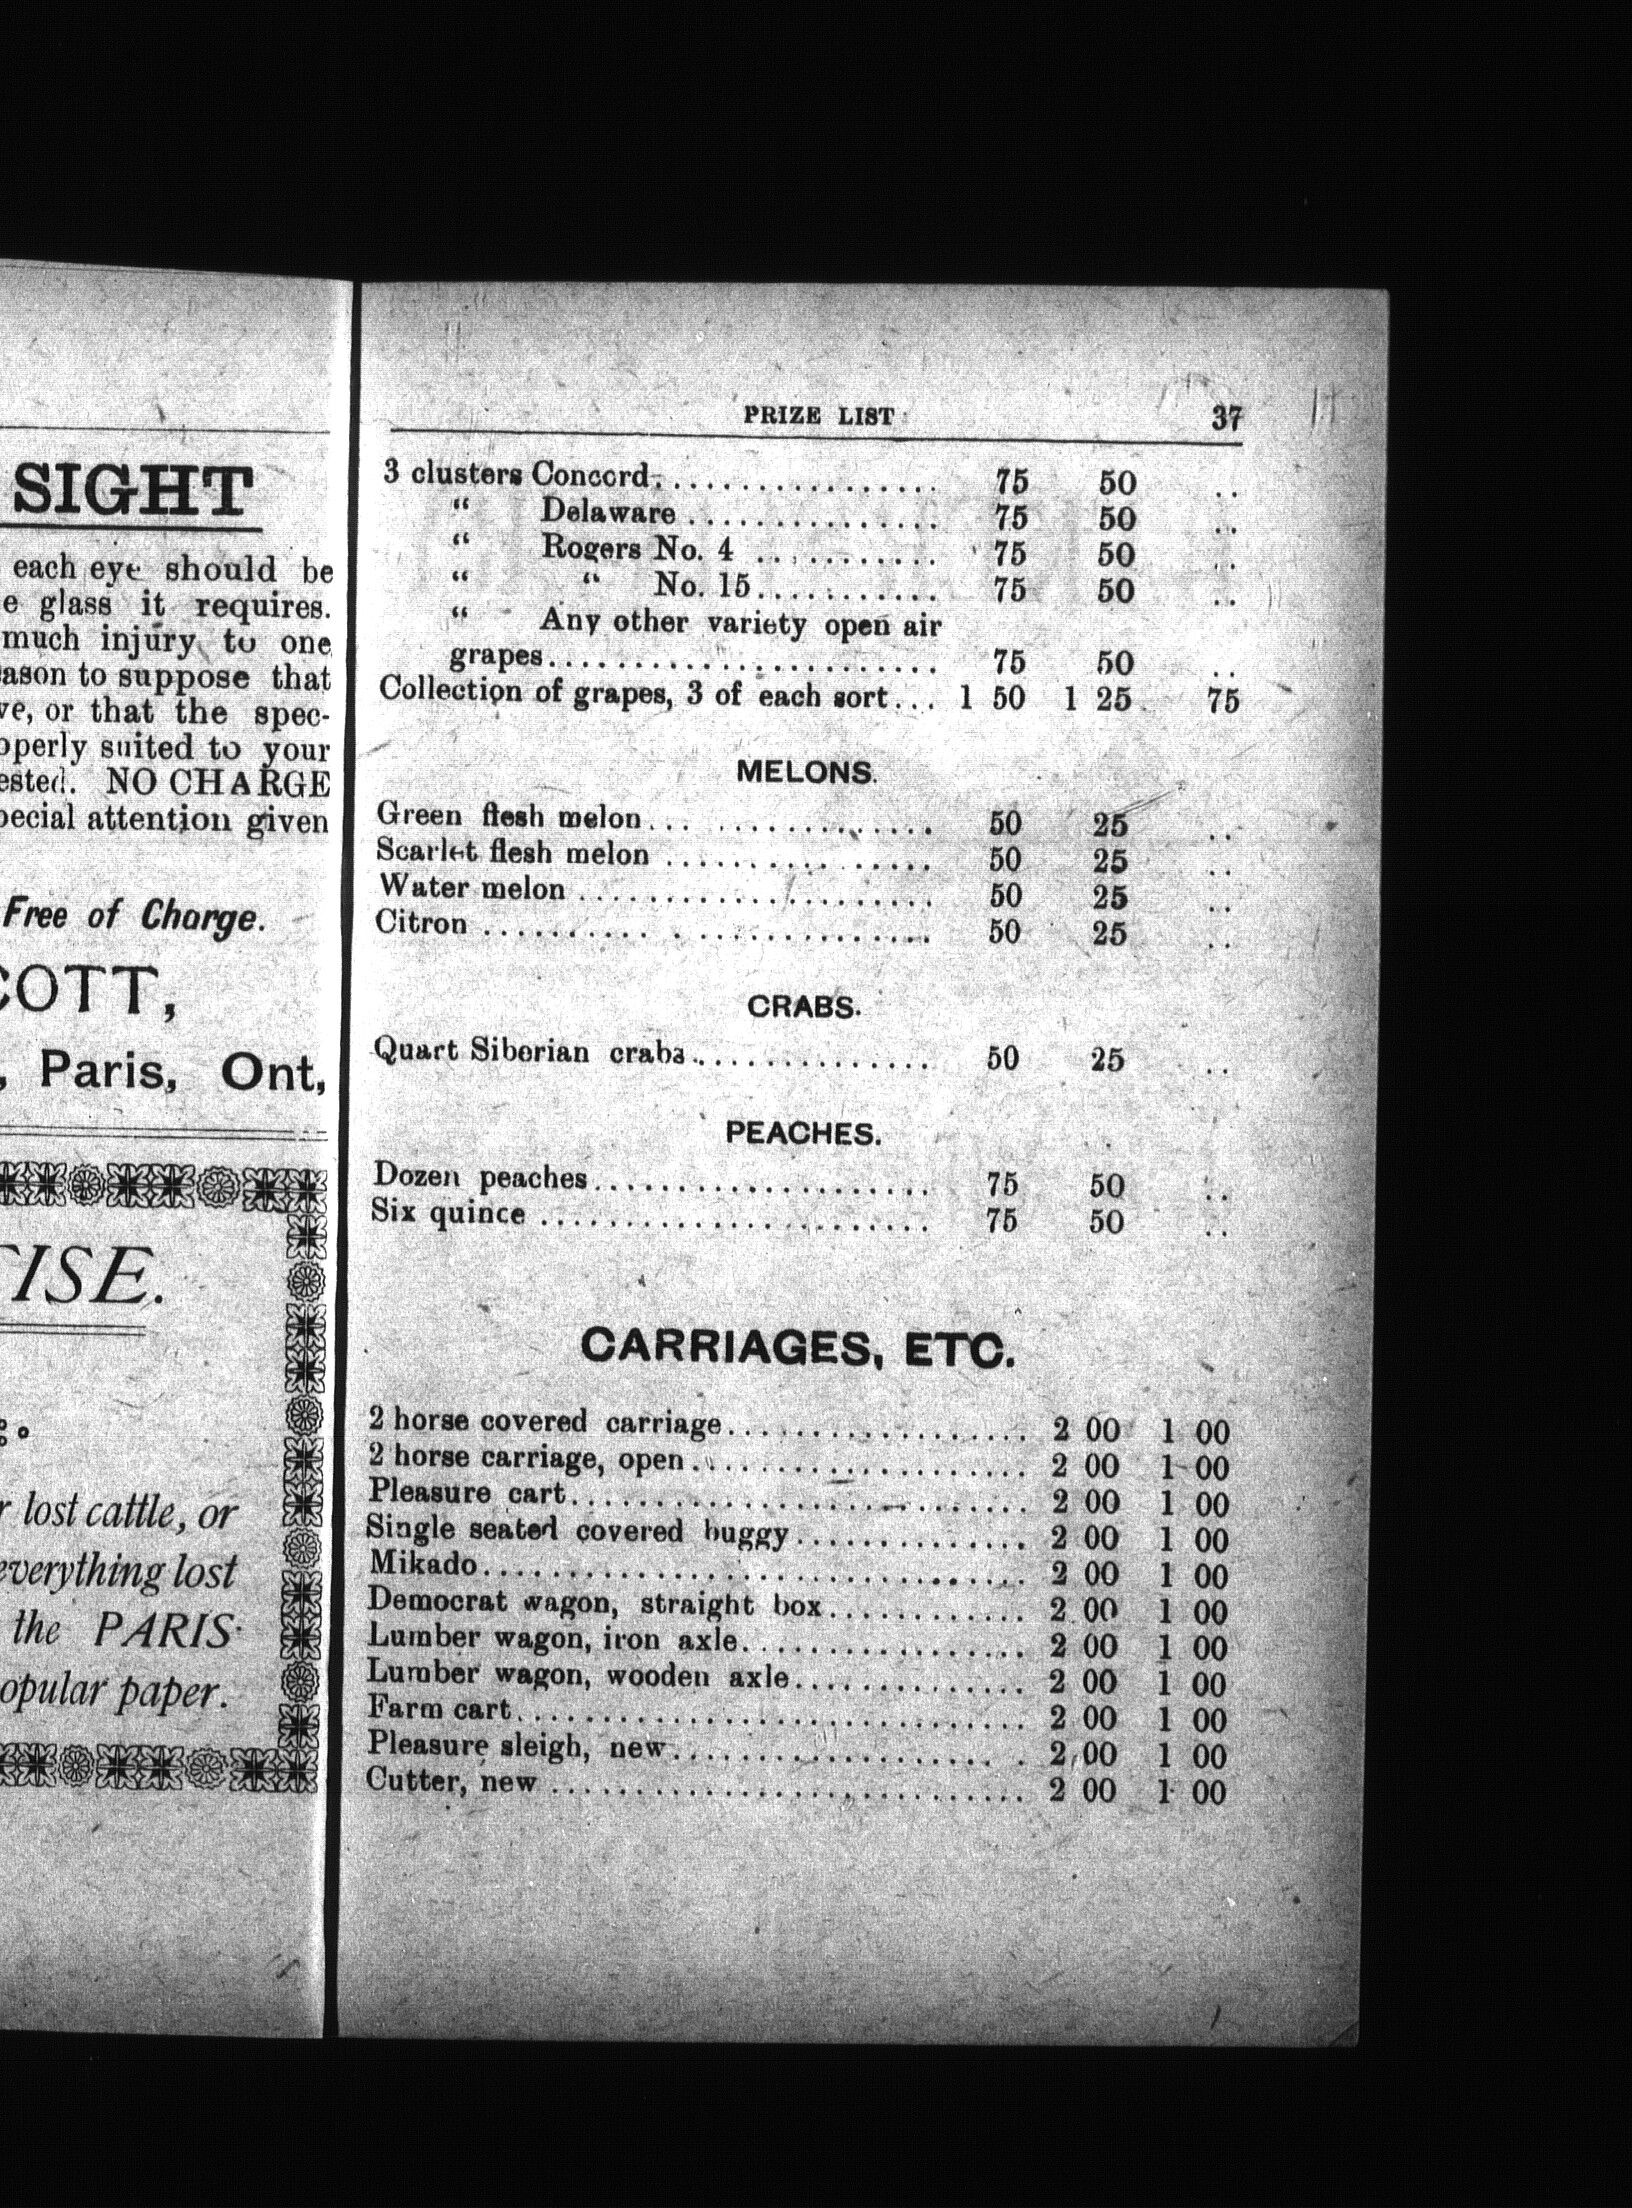 SIGHT
each eye should be
e glass it requires.
much injury to one
eason to suppose that
ve, or that the spec-
operly suited to your
ested. NO CHARGE
pecial attention given
Free of Charge.
COTT,
, Paris, Ont,
TISE.
r lost cattle, or
everything lost
the PARIS
opular paper.
PRIZE LIST 37
3 clusters Concord................ 75 50 ..
“ Delaware ............... 75 50 ..
“ Rogers No. 4 ........... 75 50 ..
“ “ No. 15........... 75 50 ..
“ Any other variety open air
grapes....................... 75 50 ..
Collection of grapes, 3 of each sort... 1 50 1 25 75
MELONS.
Green flesh melon................ 50 25 ..
Scarlet flesh melon ............... 50 25 ..
Water melon ..................... 50 25 ..
Citron .......................... 50 25 ..
CRABS.
Quart Siberian crabs.............. 50 25 ..
PEACHES.
Dozen peaches.................... 75 50 ..
Six quince ....................... 75 50 ..
CARRIAGES, ETC.
2 horse covered carriage.................. 2 00 1 00
2 horse carriage, open.................... 2 00 1 00
Pleasure cart........................... 2 00 1 00
Single seated covered buggy.............. 2 00 1 00
Mikado................................ 2 00 1 00
Democrat wagon, straight box............ 2 00 1 00
Lumber wagon, iron axle................. 2 00 1 00
Lumber wagon, wooden axle.............. 2 00 1 00
Farm cart.............................. 2 00 1 00
Pleasure sleigh, new..................... 2 00 1 00
Cutter, new ............................ 2 00 1 00